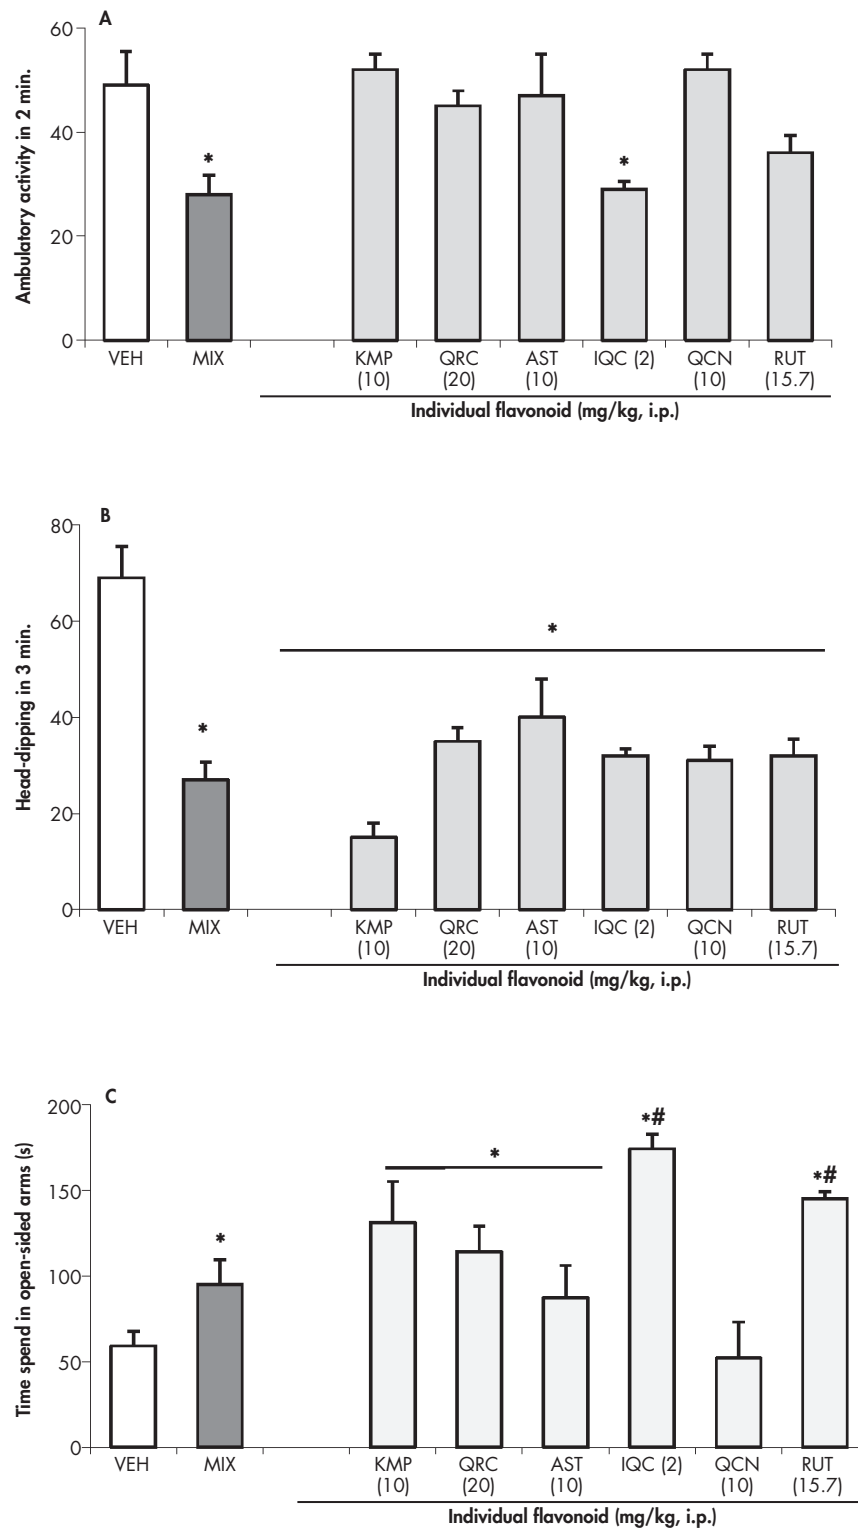 A
Ambulatory activity in 2 min.
60
40
20
0
*
*
VEH
MIX
KMP
(10)
QRC
(20)
AST
(10)
IQC (2)
QCN
(10)
RUT
(15.7)
Individual flavonoid (mg/kg, i.p.)
B
Head-dipping in 3 min.
80
60
40
20
0
*
*
VEH
MIX
KMP
(10)
QRC
(20)
AST
(10)
IQC (2)
QCN
(10)
RUT
(15.7)
Individual flavonoid (mg/kg, i.p.)
C
Time spend in open-sided arms (s)
200
150
100
50
0
*
*
*#
*#
VEH
MIX
KMP
(10)
QRC
(20)
AST
(10)
IQC (2)
QCN
(10)
RUT
(15.7)
Individual flavonoid (mg/kg, i.p.)